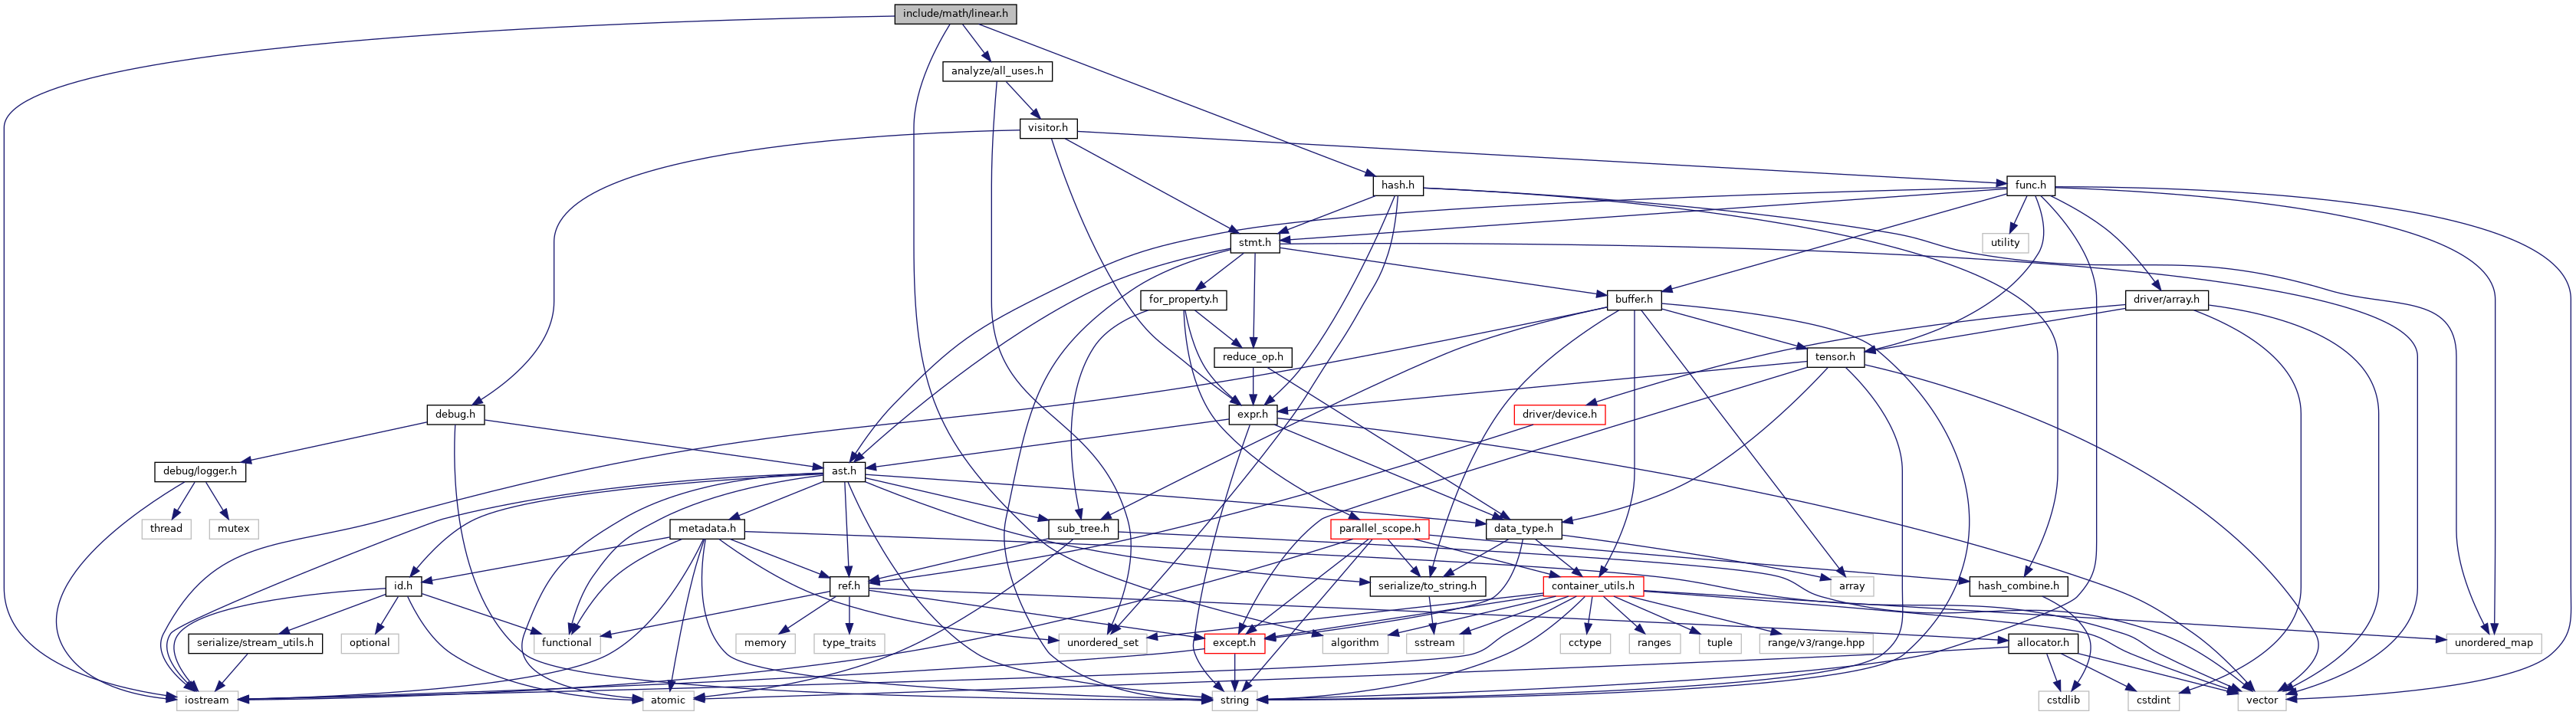 include/math/linear.h
analyze/all_uses.h
visitor.h
hash.h
func.h
stmt.h
utility
for_property.h
buffer.h
driver/array.h
reduce_op.h
tensor.h
debug.h
expr.h
driver/device.h
debug/logger.h
ast.h
thread
mutex
metadata.h
sub_tree.h
parallel_scope.h
data_type.h
id.h
ref.h
serialize/to_string.h
container_utils.h
array
hash_combine.h
serialize/stream_utils.h
optional
functional
memory
type_traits
unordered_set
except.h
algorithm
sstream
cctype
ranges
tuple
range/v3/range.hpp
allocator.h
unordered_map
iostream
atomic
string
cstdlib
cstdint
vector